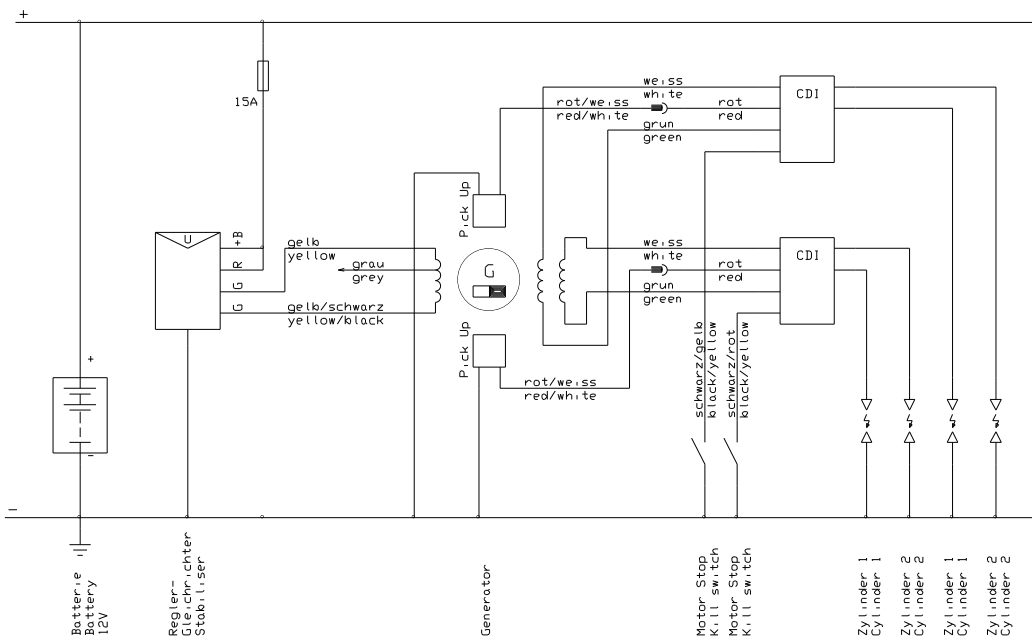 +
15A
weiss
white
rot/weiss
red/white
rot
red
grun
green
CDI
Pick Up
U
+B
R
G
G
gelb
yellow
grau
grey
gelb/schwarz
yellow/black
G
weiss
white
rot
red
grun
green
CDI
Pick Up
rot/weiss
red/white
schwarz/gelb
black/yellow
schwarz/rot
black/yellow
+
-
-
Batterie
Battery
12V
Regler-
Gleichrichter
Stabiliser
Generator
Motor Stop
Kill switch
Motor Stop
Kill switch
Zylinder 1
Cylinder 1
Zylinder 2
Cylinder 2
Zylinder 1
Cylinder 1
Zylinder 2
Cylinder 2